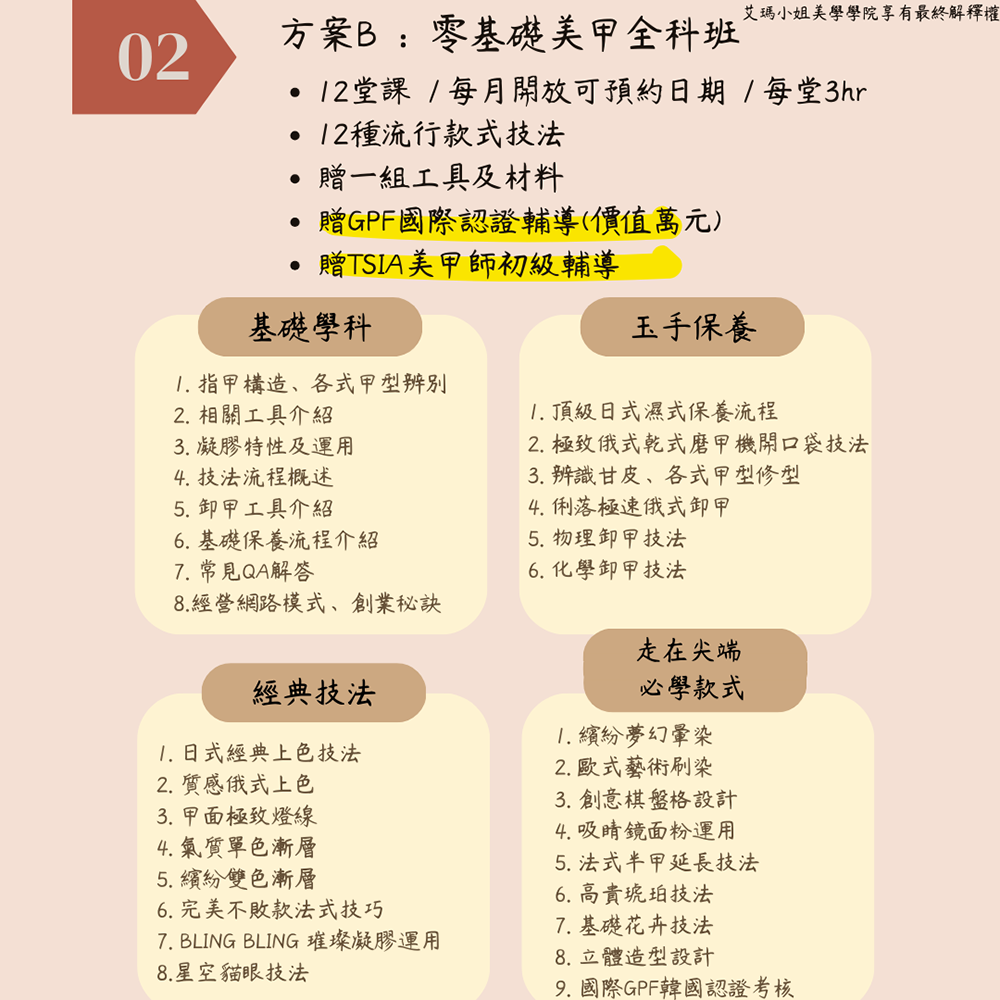 艾瑪小姐美學學院享有最終解釋權
02
方案B：零基礎美甲全科班
• 12堂課 / 每月開放可預約日期 / 每堂3hr
• 12種流行款式技法
• 贈一組工具及材料
• 贈GPF國際認證輔導(價值萬元)
• 贈TSIA美甲師初級輔導
基礎學科
1. 指甲構造、各式甲型辨別
2. 相關工具介紹
3. 凝膠特性及運用
4. 技法流程概述
5. 卸甲工具介紹
6. 基礎保養流程介紹
7. 常見QA解答
8.經營網路模式、創業秘訣
玉手保養
1. 頂級日式濕式保養流程
2. 極致俄式乾式磨甲機開口袋技法
3. 辨識甘皮、各式甲型修型
4. 俐落極速俄式卸甲
5. 物理卸甲技法
6. 化學卸甲技法
經典技法
1. 日式經典上色技法
2. 質感俄式上色
3. 甲面極致燈線
4. 氣質單色漸層
5. 繽紛雙色漸層
6. 完美不敗款法式技巧
7. BLING BLING 璀璨凝膠運用
8.星空貓眼技法
走在尖端
必學款式
1. 繽紛夢幻暈染
2. 歐式藝術刷染
3. 創意棋盤格設計
4. 吸睛鏡面粉運用
5. 法式半甲延長技法
6. 高貴琥珀技法
7. 基礎花卉技法
8. 立體造型設計
9. 國際GPF韓國認證考核